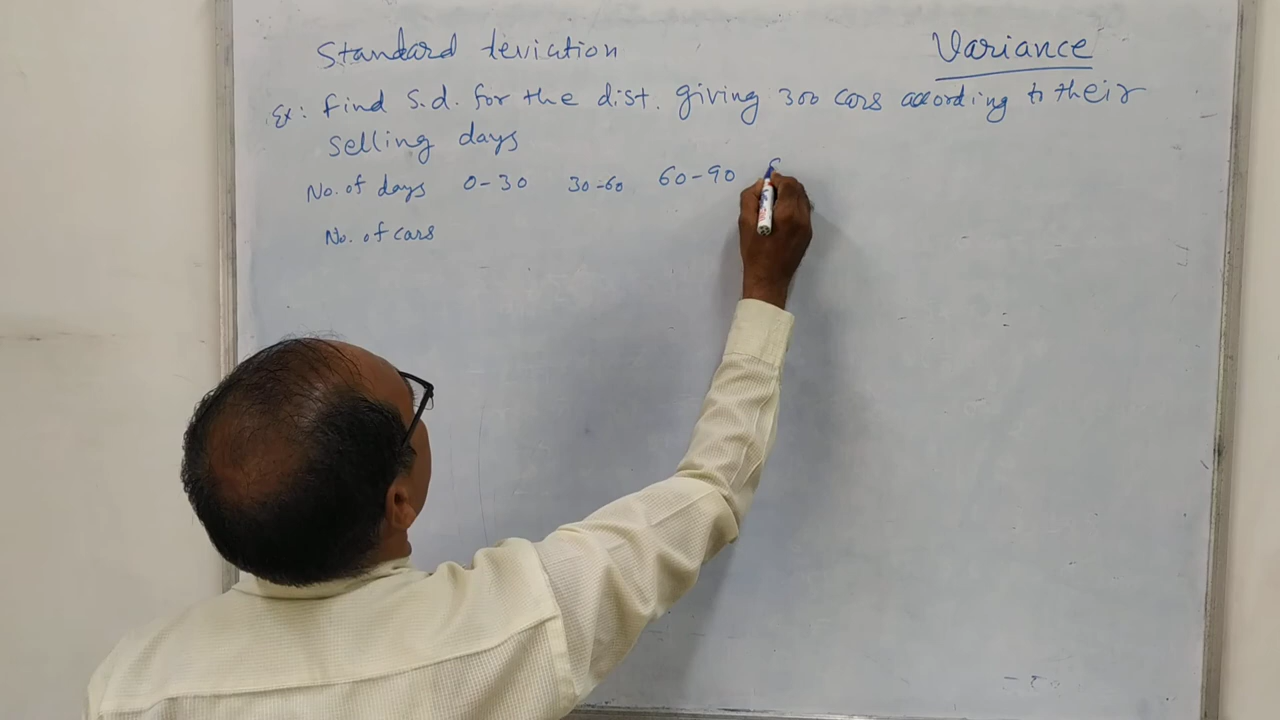 Standard deviation
Variance
Ex: Find S.d. for the dist. giving 300 cars according to their
selling days
No. of days 0-30 30-60 60-90
No. of cars